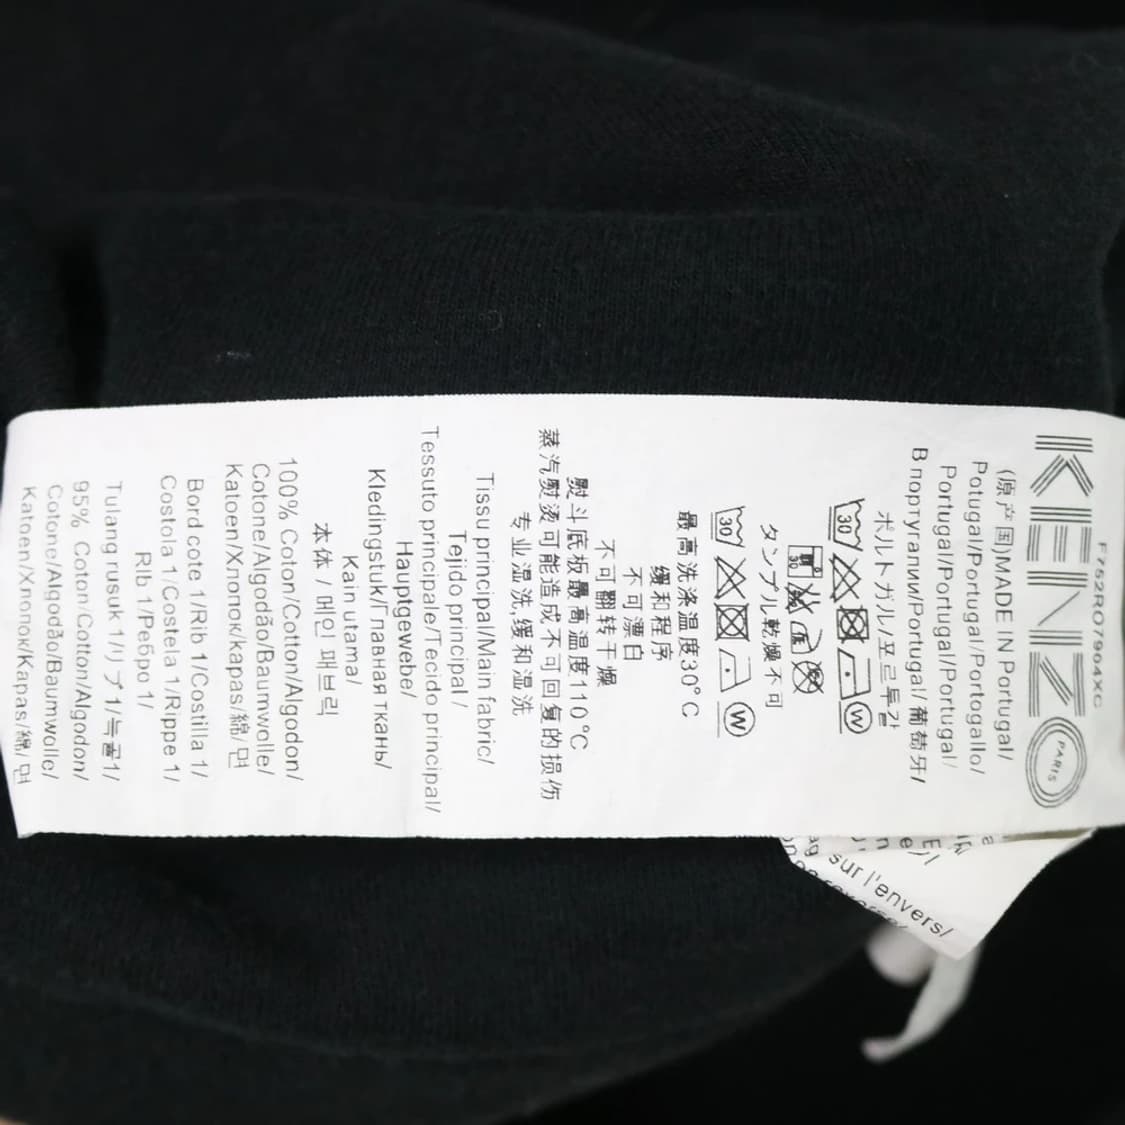 F752RO7904XG
KENZO
PARIS
(原产国)MADE IN Portugal/
Potugal/Portugal/Portogallo/
Portugal/Portugal/Portugal/
Португалии/Portugal/葡萄牙/
ポルトガル/포르투갈
30
W
タンブル乾燥不可
30
W
最高洗涤温度30°C
缓和程序
不可漂白
不可翻转干燥
熨斗底板最高温度110°C
蒸汽熨烫可能造成不可回复的损伤
专业湿洗,缓和湿洗
Tissu principal/Main fabric/
Tejido principal /
Tessuto principale/Tecido principal/
Hauptgewebe/
Kledingstuk/Главная ткань/
Kain utama/
本体 / 메인 패브릭
100% Coton/Cotton/Algodon/
Cotone/Algodão/Baumwolle/
Katoen/Хлопок/kapas/綿/면
Bord cote 1/Rib 1/Costilla 1/
Costola 1/Costela 1/Rippe 1/
Rib 1/Ребро 1/
Tulang rusuk 1/リブ1/늑골1/
95% Coton/Cotton/Algodon/
Cotone/Algodão/Baumwolle/
Katoen/Хлопок/Kapas/綿/면
sur l'envers/